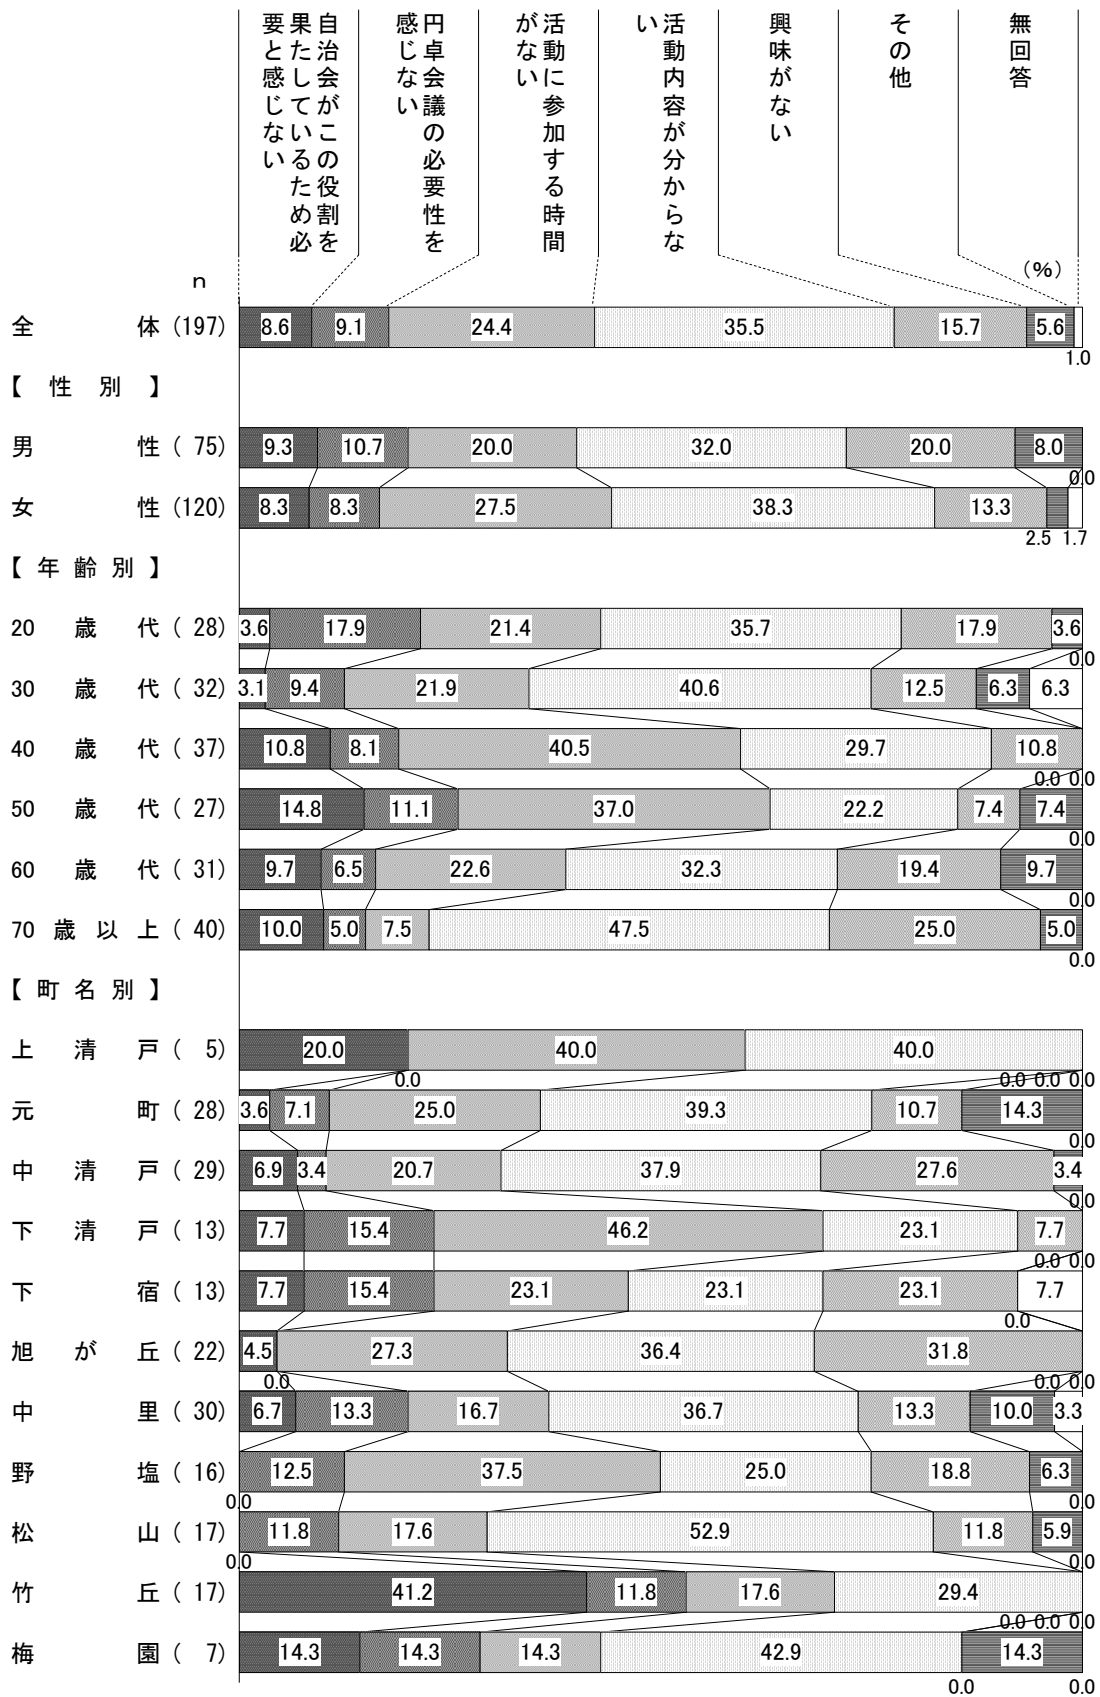 自治会がこの役割を
果たしているため必
要と感じない
円卓会議の必要性を
感じない
活動に参加する時間
がない
活動内容が分からな
い
興味がない
その他
無回答
(%)
n
全体(197) 8.6 9.1 24.4 35.5 15.7 5.6
1.0
【性別】
男性( 75) 9.3 10.7 20.0 32.0 20.0 8.0
0.0
女性(120) 8.3 8.3 27.5 38.3 13.3
2.5 1.7
【年齢別】
20歳代( 28) 3.6 17.9 21.4 35.7 17.9 3.6
0.0
30歳代( 32) 3.1 9.4 21.9 40.6 12.5 6.3 6.3
40歳代( 37) 10.8 8.1 40.5 29.7 10.8
0.0 0.0
50歳代( 27) 14.8 11.1 37.0 22.2 7.4 7.4
0.0
60歳代( 31) 9.7 6.5 22.6 32.3 19.4 9.7
0.0
70歳以上( 40) 10.0 5.0 7.5 47.5 25.0 5.0
0.0
【町名別】
上清戸( 5) 20.0 40.0 40.0
0.0 0.0 0.0 0.0
元町( 28) 3.6 7.1 25.0 39.3 10.7 14.3
0.0
中清戸( 29) 6.9 3.4 20.7 37.9 27.6 3.4
0.0
下清戸( 13) 7.7 15.4 46.2 23.1 7.7
0.0 0.0
下宿( 13) 7.7 15.4 23.1 23.1 23.1 7.7
0.0
旭が丘( 22) 4.5 27.3 36.4 31.8
0.0 0.0 0.0
中里( 30) 6.7 13.3 16.7 36.7 13.3 10.0 3.3
野塩( 16) 12.5 37.5 25.0 18.8 6.3
0.0 0.0
松山( 17) 11.8 17.6 52.9 11.8 5.9
0.0 0.0
竹丘( 17) 41.2 11.8 17.6 29.4
0.0 0.0 0.0
梅園( 7) 14.3 14.3 14.3 42.9 14.3
0.0 0.0